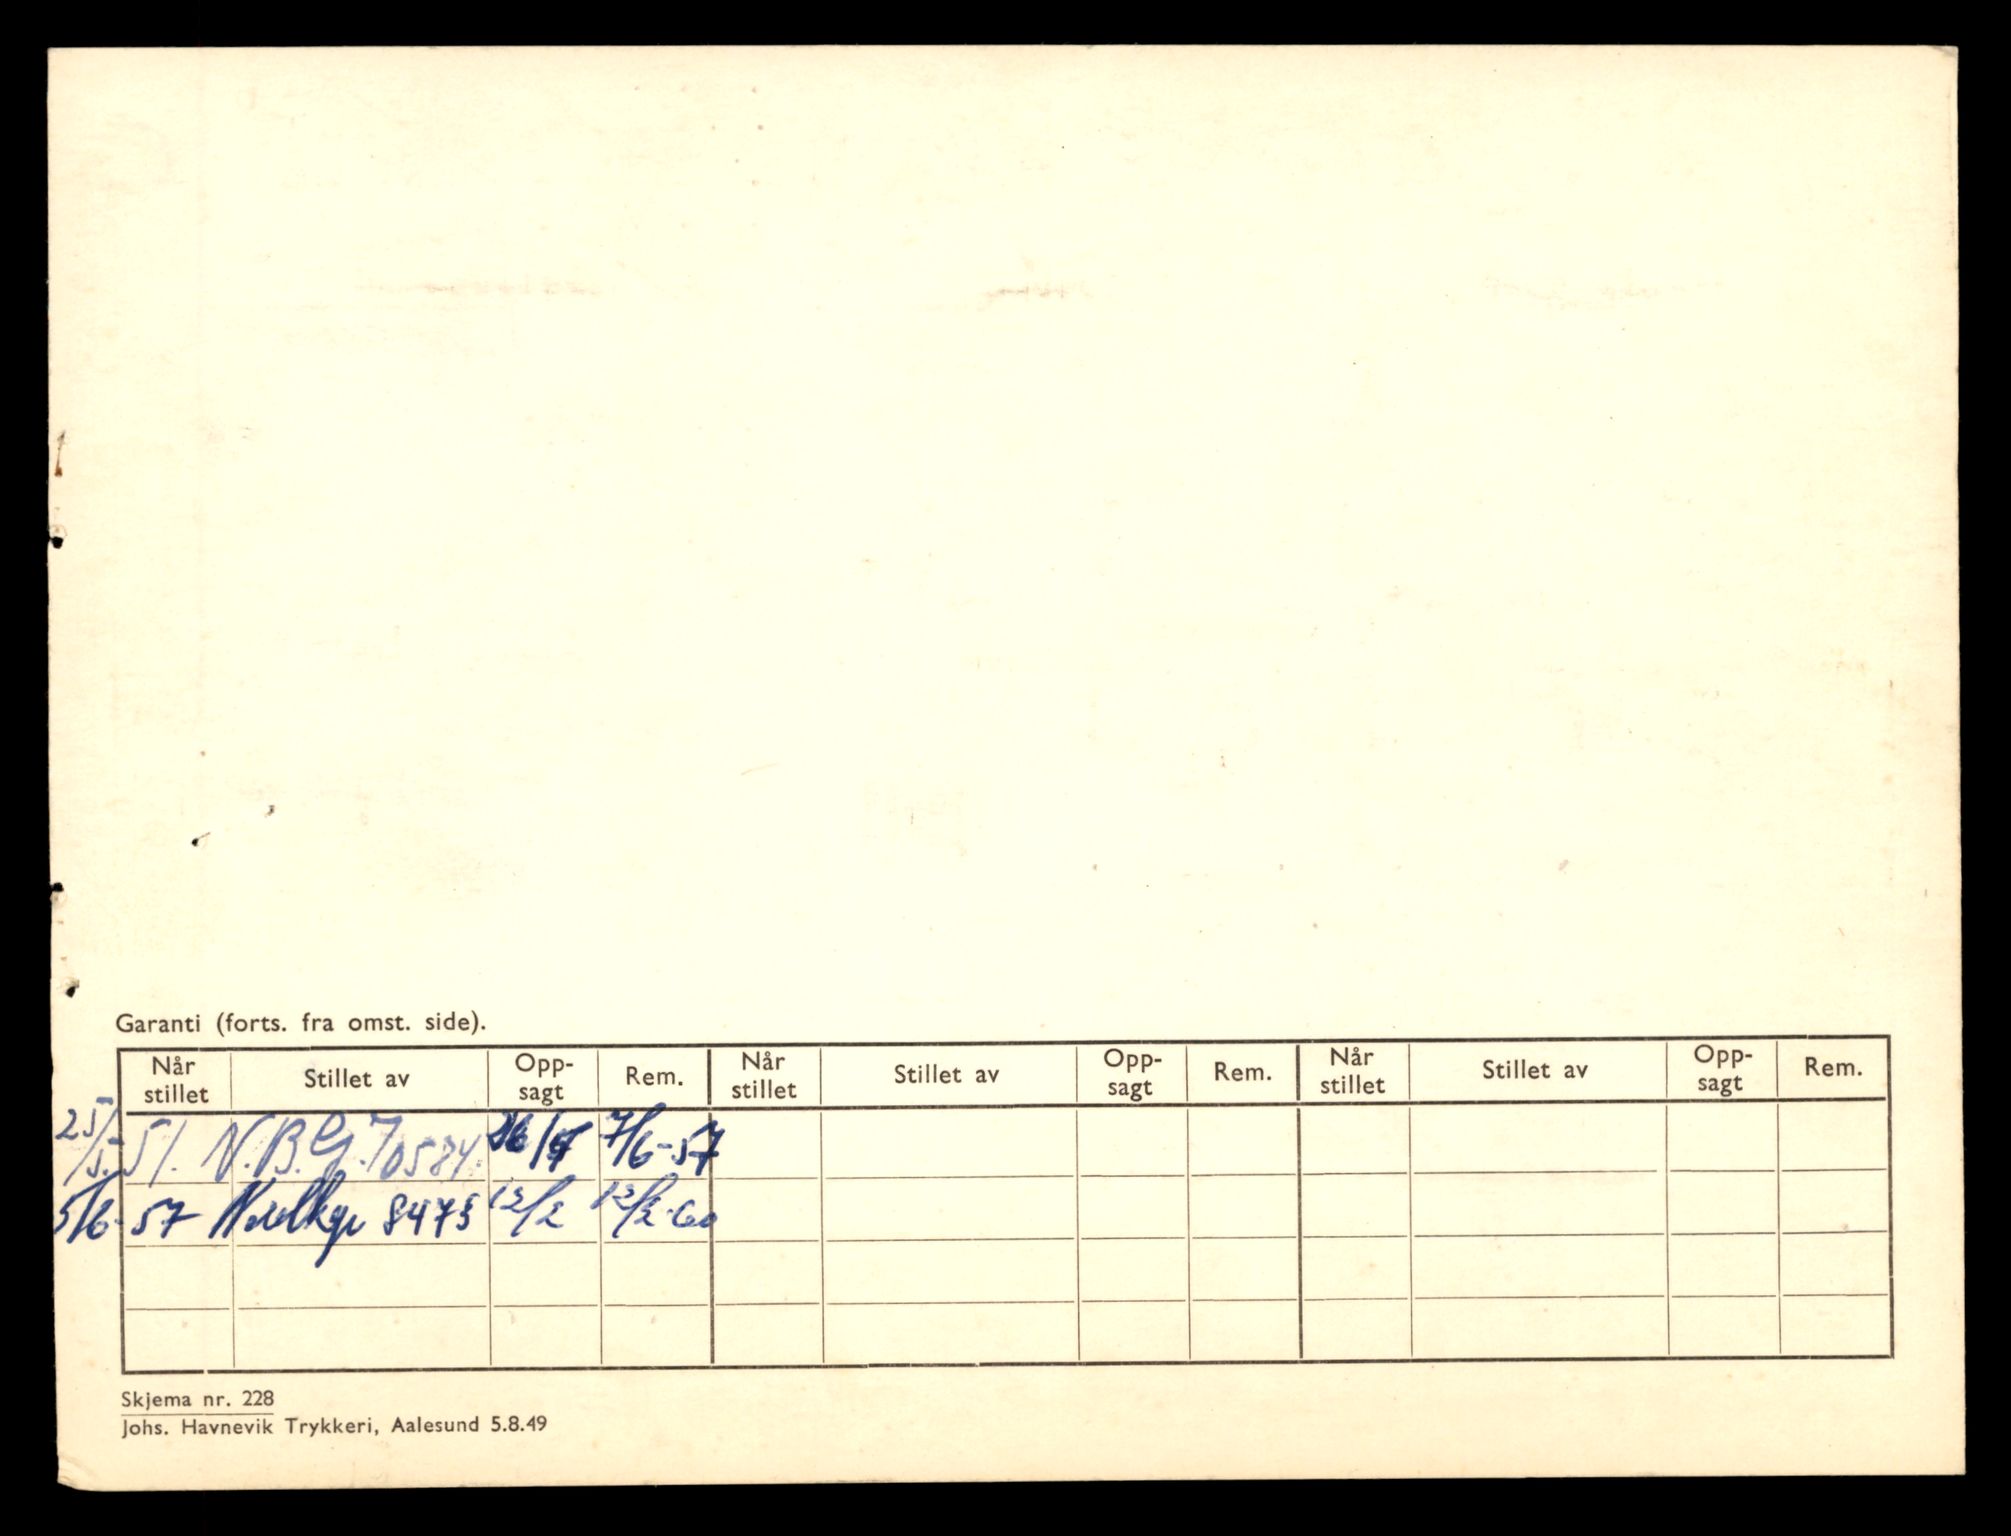 Garanti (forts. fra omst. side).
Når stillet Stillet av Opp-sagt Rem. Når stillet Stillet av Opp-sagt Rem. Når stillet Stillet av Opp-sagt Rem.
25/5-51. N.B.G. 70584. 7/6-57
5/6-57 8473 12/2 12/2-60
Skjema nr. 228
Johs. Havnevik Trykkeri, Aalesund 5.8.49